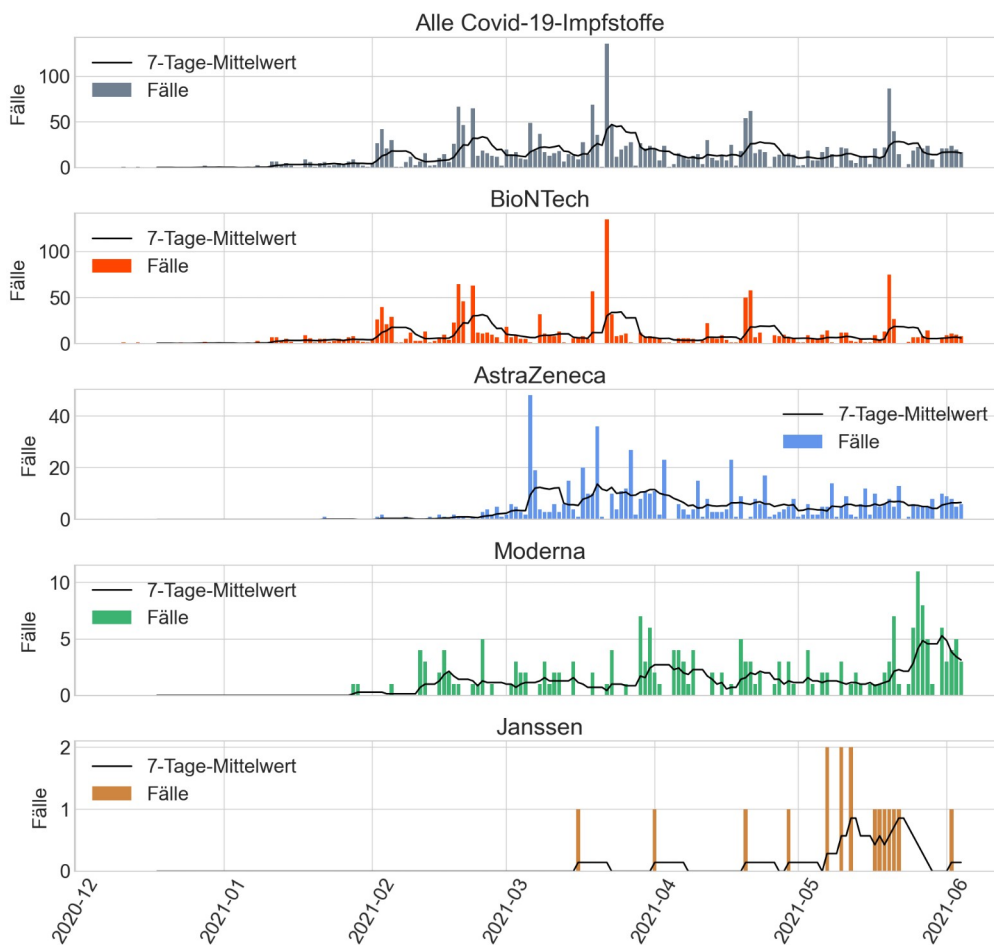 Alle Covid-19-Impfstoffe
Fälle
100
50
0
7-Tage-Mittelwert
Fälle
BioNTech
Fälle
100
50
0
7-Tage-Mittelwert
Fälle
AstraZeneca
Fälle
40
20
0
7-Tage-Mittelwert
Fälle
Moderna
Fälle
10
5
0
7-Tage-Mittelwert
Fälle
Janssen
Fälle
2
1
0
7-Tage-Mittelwert
Fälle
2020-12
2021-01
2021-02
2021-03
2021-04
2021-05
2021-06